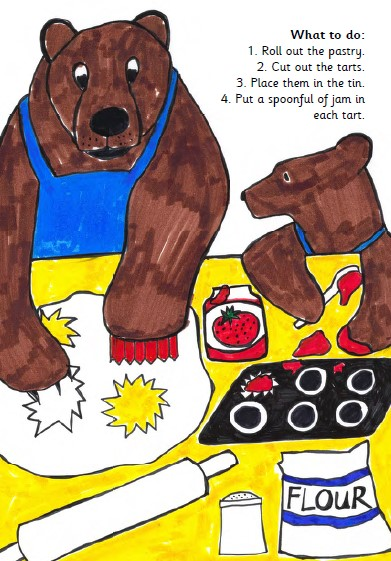 What to do:
1. Roll out the pastry.
2. Cut out the tarts.
3. Place them in the tin.
4. Put a spoonful of jam in
each tart.
FLOUR